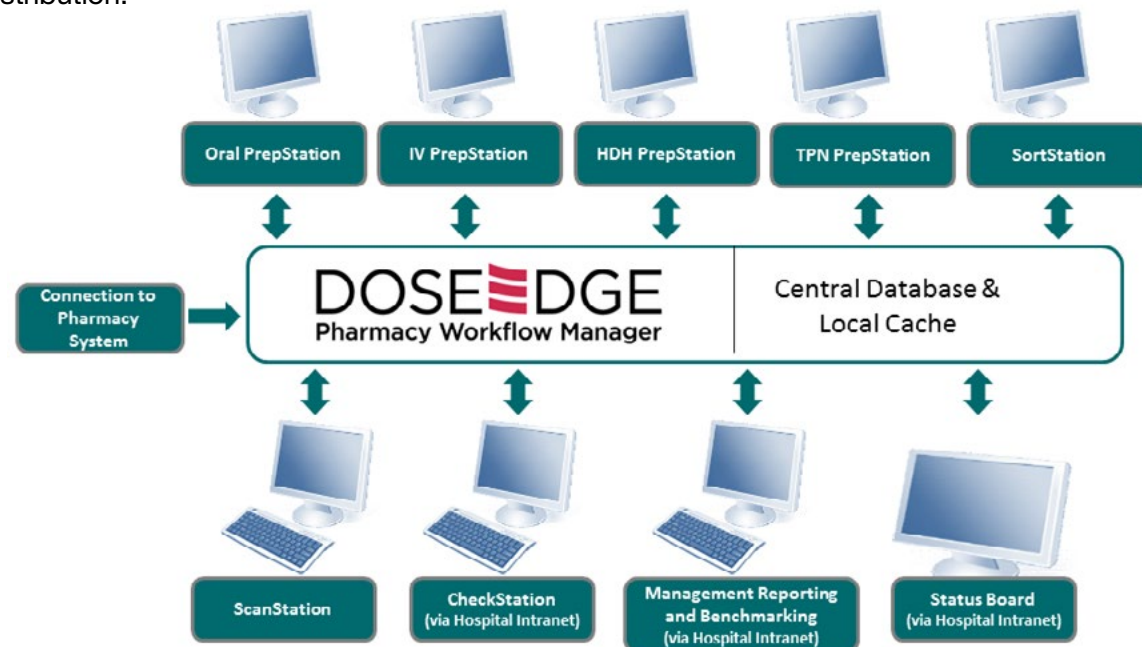 stribution.
Oral PrepStation
IV PrepStation
HDH PrepStation
TPN PrepStation
SortStation
Connection to
Pharmacy
System
DOSEEDGE
Pharmacy Workflow Manager
Central Database &
Local Cache
ScanStation
CheckStation
(via Hospital Intranet)
Management Reporting
and Benchmarking
(via Hospital Intranet)
Status Board
(via Hospital Intranet)